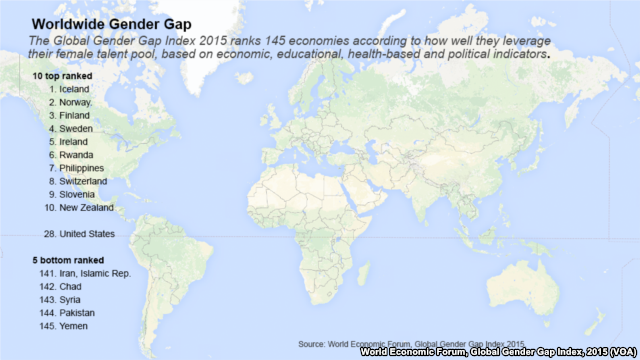 Worldwide Gender Gap
The Global Gender Gap Index 2015 ranks 145 economies according to how well they leverage
their female talent pool, based on economic, educational, health-based and political indicators.
10 top ranked
1. Iceland
2. Norway.
3. Finland
4. Sweden
5. Ireland
6. Rwanda
7. Philippines
8. Switzerland
9. Slovenia
10. New Zealand
28. United States
5 bottom ranked
141. Iran, Islamic Rep.
142. Chad
143. Syria
144. Pakistan
145. Yemen
Source: World Economic Forum, Global Gender Gap Index 2015
World Economic Forum, Global Gender Gap Index, 2015 (VOA)